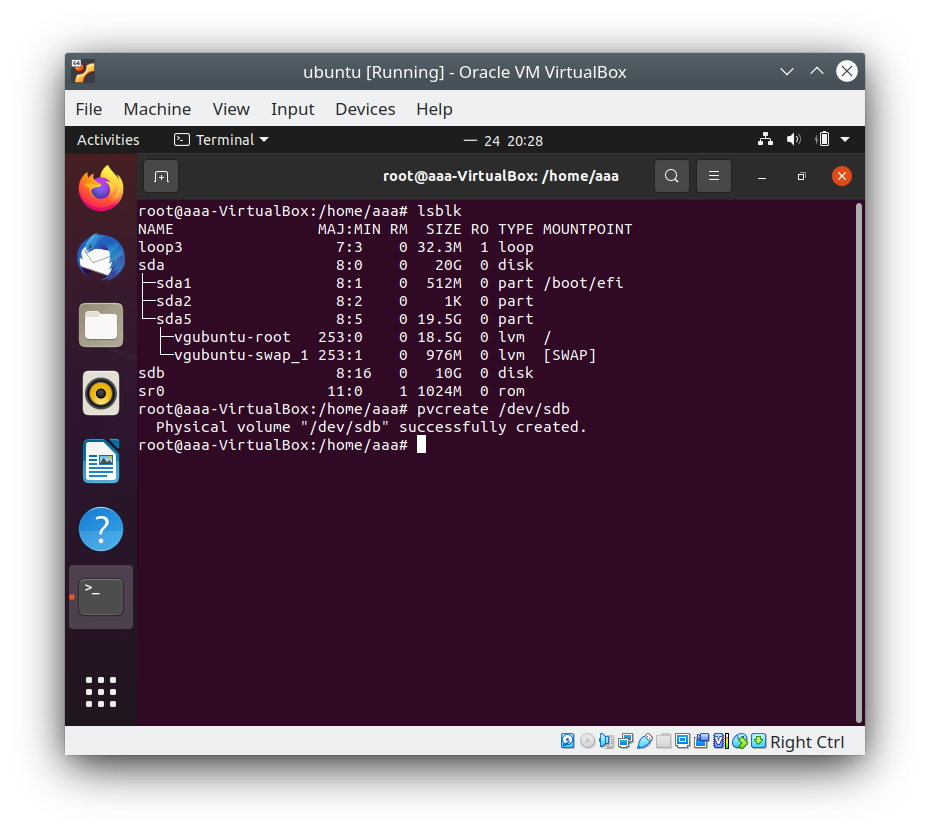 ubuntu [Running] - Oracle VM VirtualBox
File Machine View Input Devices Help
Activities Terminal — 24 20:28
root@aaa-VirtualBox: /home/aaa
root@aaa-VirtualBox:/home/aaa# lsblk
NAME MAJ:MIN RM SIZE RO TYPE MOUNTPOINT
loop3 7:3 0 32.3M 1 loop
sda 8:0 0 20G 0 disk
├─sda1 8:1 0 512M 0 part /boot/efi
├─sda2 8:2 0 1K 0 part
└─sda5 8:5 0 19.5G 0 part
├─vgubuntu-root 253:0 0 18.5G 0 lvm /
└─vgubuntu-swap_1 253:1 0 976M 0 lvm [SWAP]
sdb 8:16 0 10G 0 disk
sr0 11:0 1 1024M 0 rom
root@aaa-VirtualBox:/home/aaa# pvcreate /dev/sdb
Physical volume "/dev/sdb" successfully created.
root@aaa-VirtualBox:/home/aaa#
?
>_
Right Ctrl